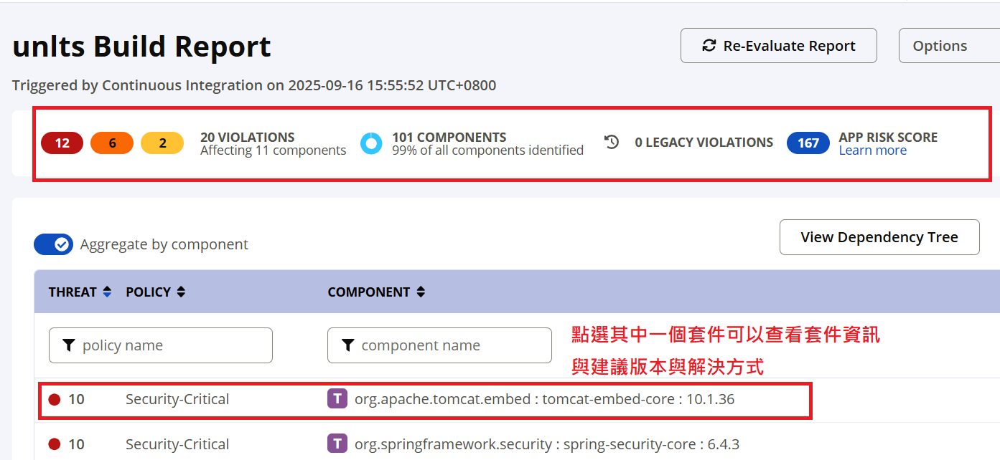 unlts Build Report
Re-Evaluate Report
Options
Triggered by Continuous Integration on 2025-09-16 15:55:52 UTC+0800
12
6
2
20 VIOLATIONS
Affecting 11 components
101 COMPONENTS
99% of all components identified
0 LEGACY VIOLATIONS
167
APP RISK SCORE
Learn more
Aggregate by component
View Dependency Tree
THREAT POLICY COMPONENT
policy name
component name
點選其中一個套件可以查看套件資訊
與建議版本與解決方式
10 Security-Critical T org.apache.tomcat.embed : tomcat-embed-core : 10.1.36
10 Security-Critical T org.springframework.security : spring-security-core : 6.4.3